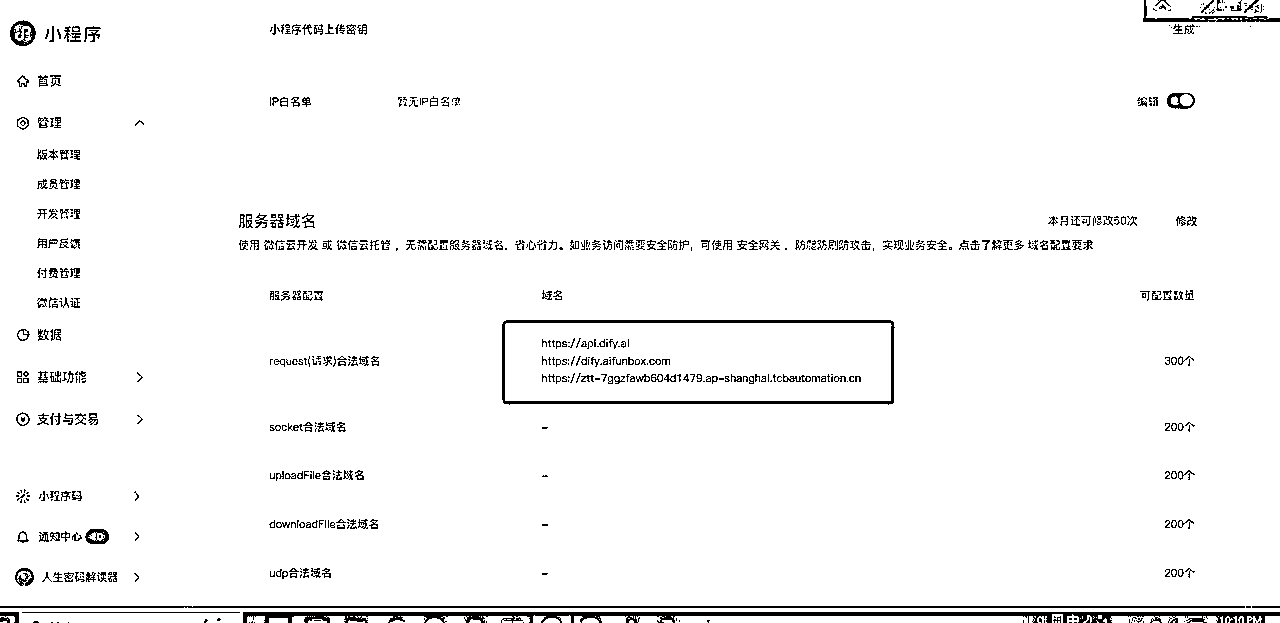 小程序
小程序代码上传密钥
生成
首页
IP白名单
暂无IP白名单
编辑
管理
版本管理
成员管理
开发管理
用户反馈
付费管理
微信认证
数据
基础功能
支付与交易
小程序码
通知中心
人生密码解读器
服务器域名
本月还可修改50次
修改
使用 微信云开发 或 微信云托管 ，无需配置服务器域名，省心省力。如业务访问需要安全防护，可使用 安全网关 ，防爬防刷防攻击，实现业务安全。点击了解更多 域名配置要求
服务器配置
域名
可配置数量
request(请求)合法域名
https://api.dify.ai
https://dify.aifunbox.com
https://ztt-7ggzfawb604d1479.ap-shanghai.tcbautomation.cn
300个
socket合法域名
–
200个
uploadFile合法域名
–
200个
downloadFile合法域名
–
200个
udp合法域名
–
200个
10:10 PM